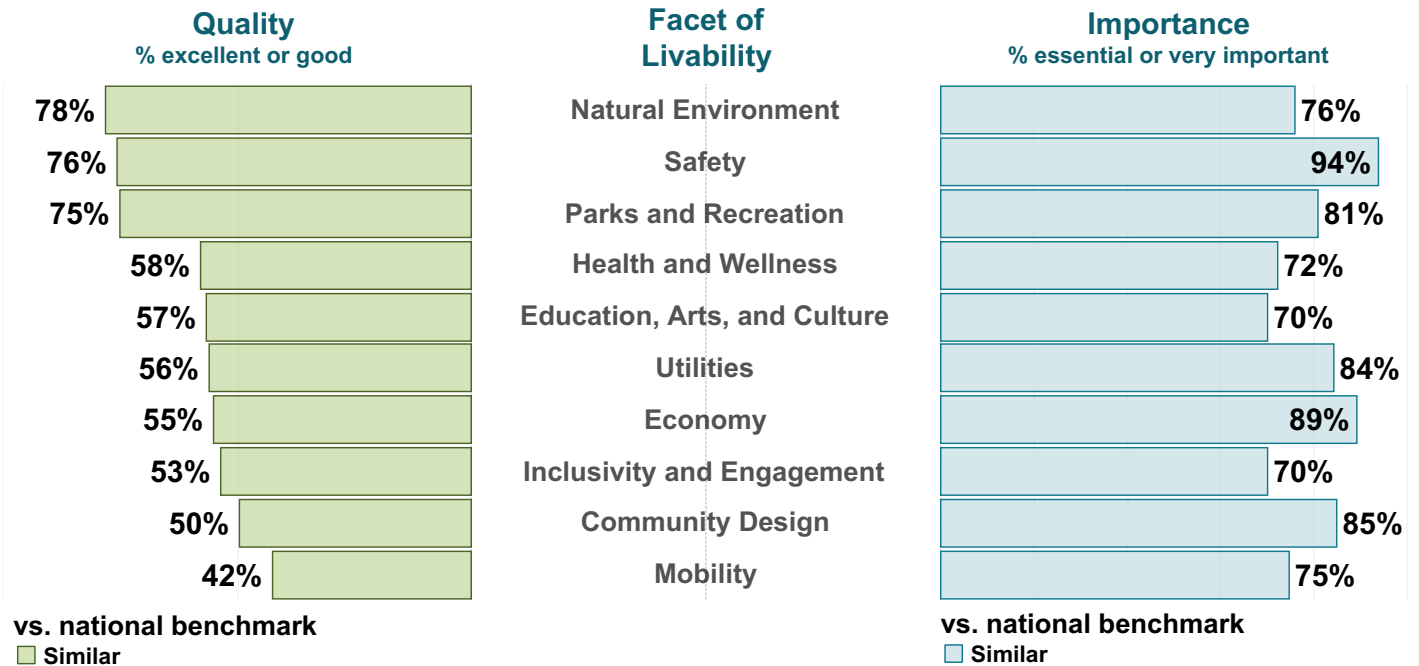 Quality
% excellent or good
Facet of
Livability
Importance
% essential or very important
78% Natural Environment 76%
76% Safety 94%
75% Parks and Recreation 81%
58% Health and Wellness 72%
57% Education, Arts, and Culture 70%
56% Utilities 84%
55% Economy 89%
53% Inclusivity and Engagement 70%
50% Community Design 85%
42% Mobility 75%
vs. national benchmark
Similar
vs. national benchmark
Similar